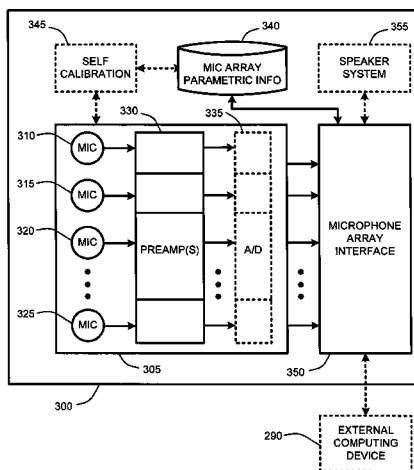 345
340
355
SELF
CALIBRATION
MIC ARRAY
PARAMETRIC INFO
SPEAKER
SYSTEM
330
335
310
MIC
315
MIC
320
MIC
PREAMP(S)
A/D
MICROPHONE
ARRAY
INTERFACE
325
MIC
305
350
300
EXTERNAL
COMPUTING
DEVICE
290